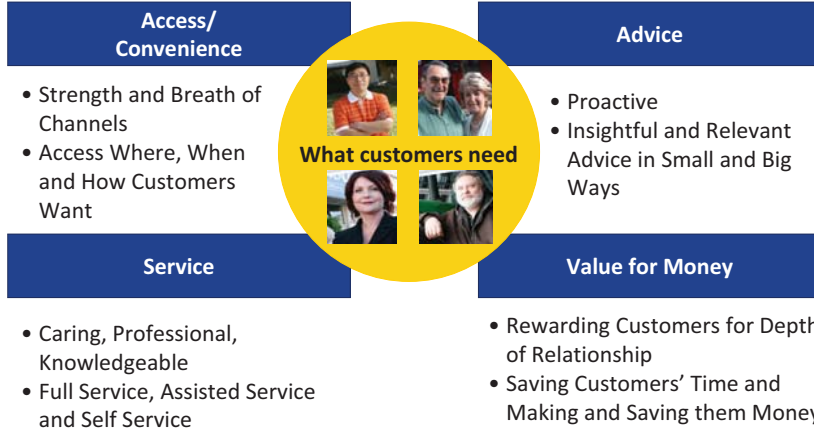 Access/
Convenience
• Strength and Breath of
Channels
• Access Where, When
and How Customers
Want
What customers need
Advice
• Proactive
• Insightful and Relevant
Advice in Small and Big
Ways
Service
• Caring, Professional,
Knowledgeable
• Full Service, Assisted Service
and Self Service
Value for Money
• Rewarding Customers for Depth
of Relationship
• Saving Customers' Time and
Making and Saving them Money